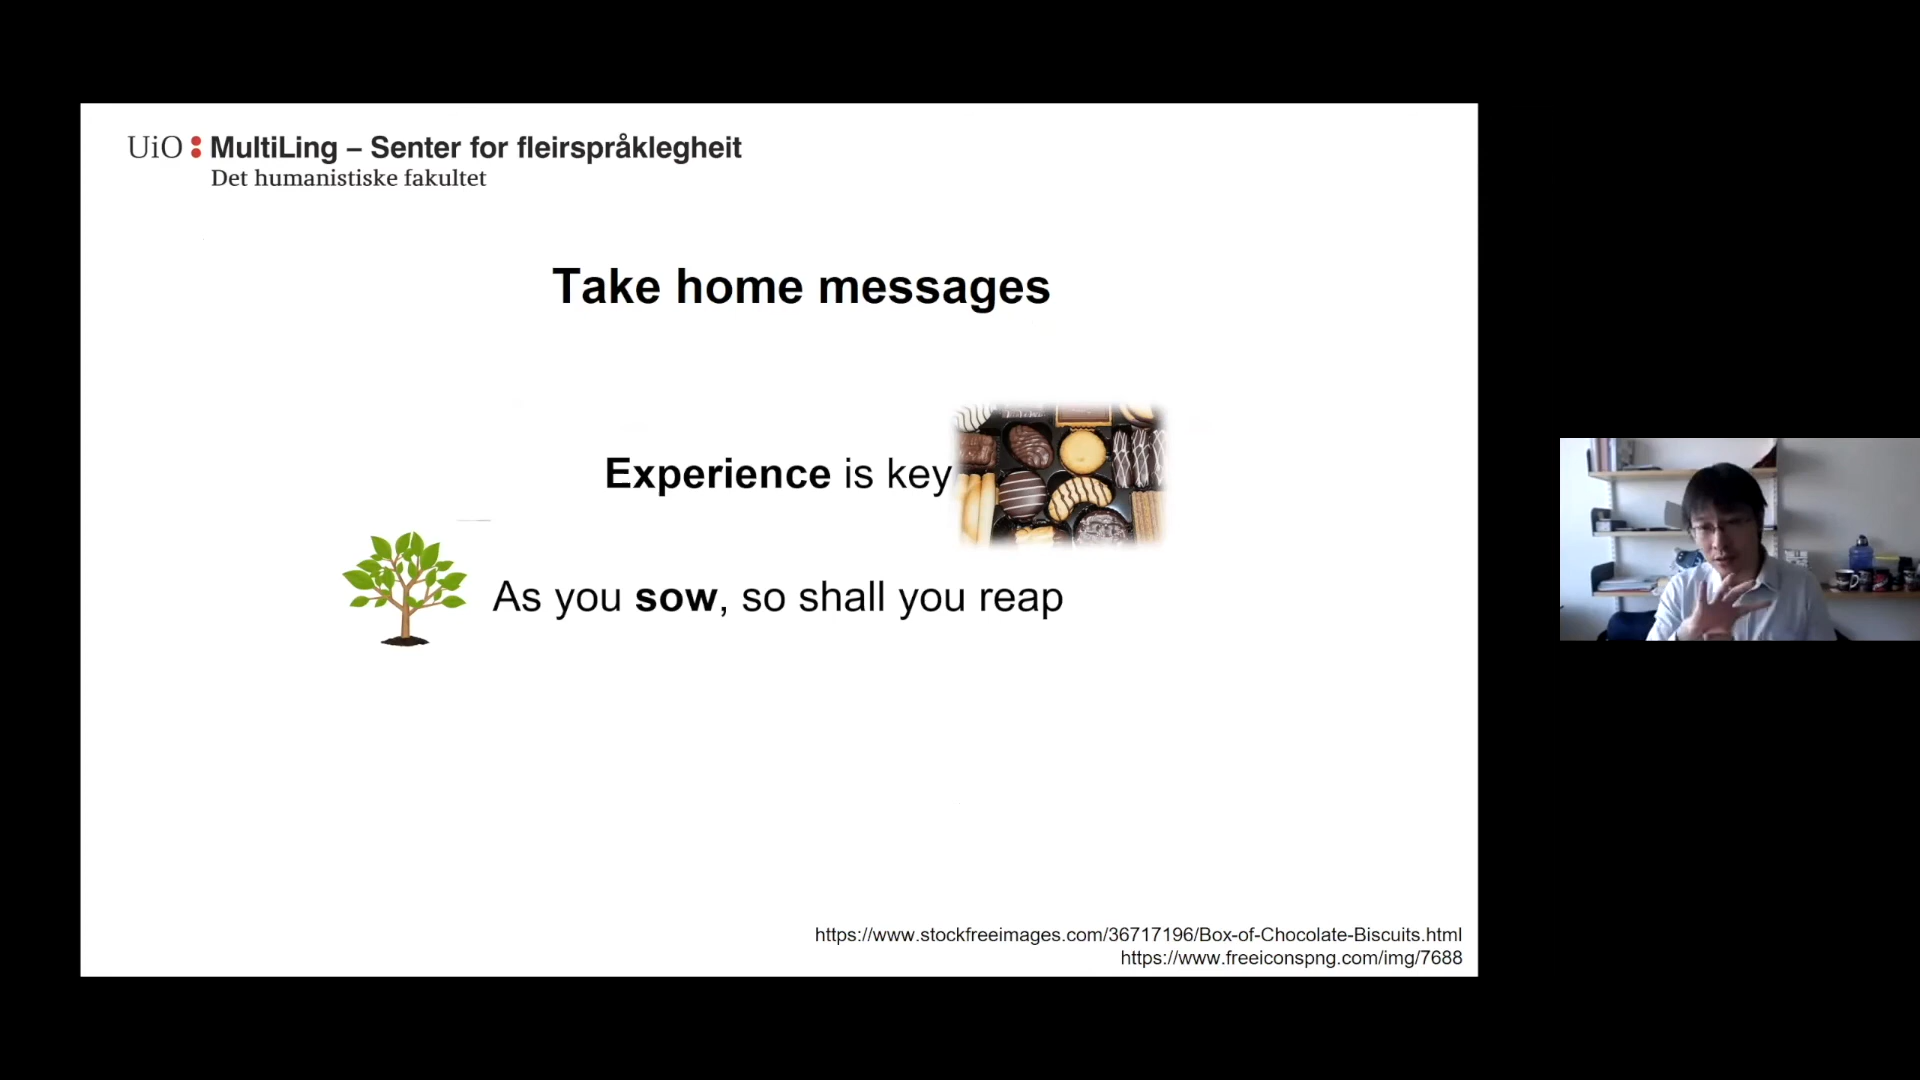 UiO MultiLing – Senter for fleirspråklegheit
Det humanistiske fakultet
Take home messages
Experience is key
As you sow, so shall you reap
https://www.stockfreeimages.com/36717196/Box-of-Chocolate-Biscuits.html
https://www.freeiconspng.com/img/7688